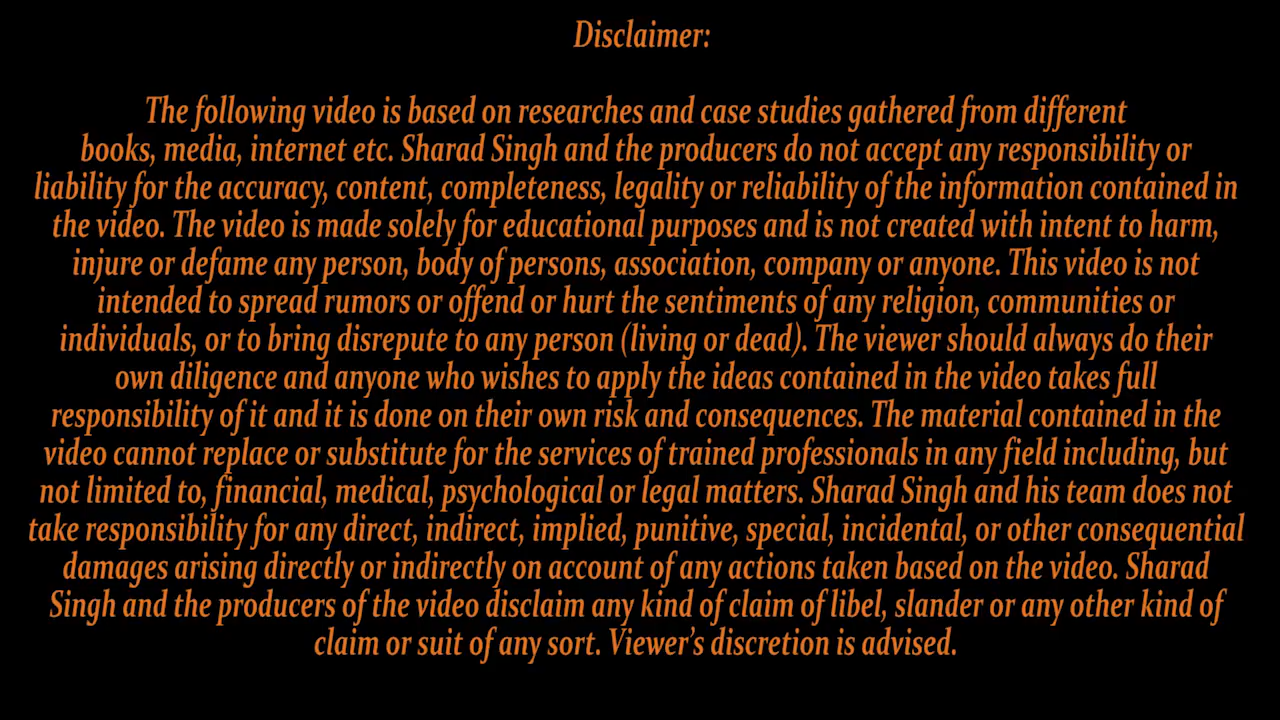 Disclaimer:
The following video is based on researches and case studies gathered from different
books, media, internet etc. Sharad Singh and the producers do not accept any responsibility or
liability for the accuracy, content, completeness, legality or reliability of the information contained in
the video. The video is made solely for educational purposes and is not created with intent to harm,
injure or defame any person, body of persons, association, company or anyone. This video is not
intended to spread rumors or offend or hurt the sentiments of any religion, communities or
individuals, or to bring disrepute to any person (living or dead). The viewer should always do their
own diligence and anyone who wishes to apply the ideas contained in the video takes full
responsibility of it and it is done on their own risk and consequences. The material contained in the
video cannot replace or substitute for the services of trained professionals in any field including, but
not limited to, financial, medical, psychological or legal matters. Sharad Singh and his team does not
take responsibility for any direct, indirect, implied, punitive, special, incidental, or other consequential
damages arising directly or indirectly on account of any actions taken based on the video. Sharad
Singh and the producers of the video disclaim any kind of claim of libel, slander or any other kind of
claim or suit of any sort. Viewer’s discretion is advised.